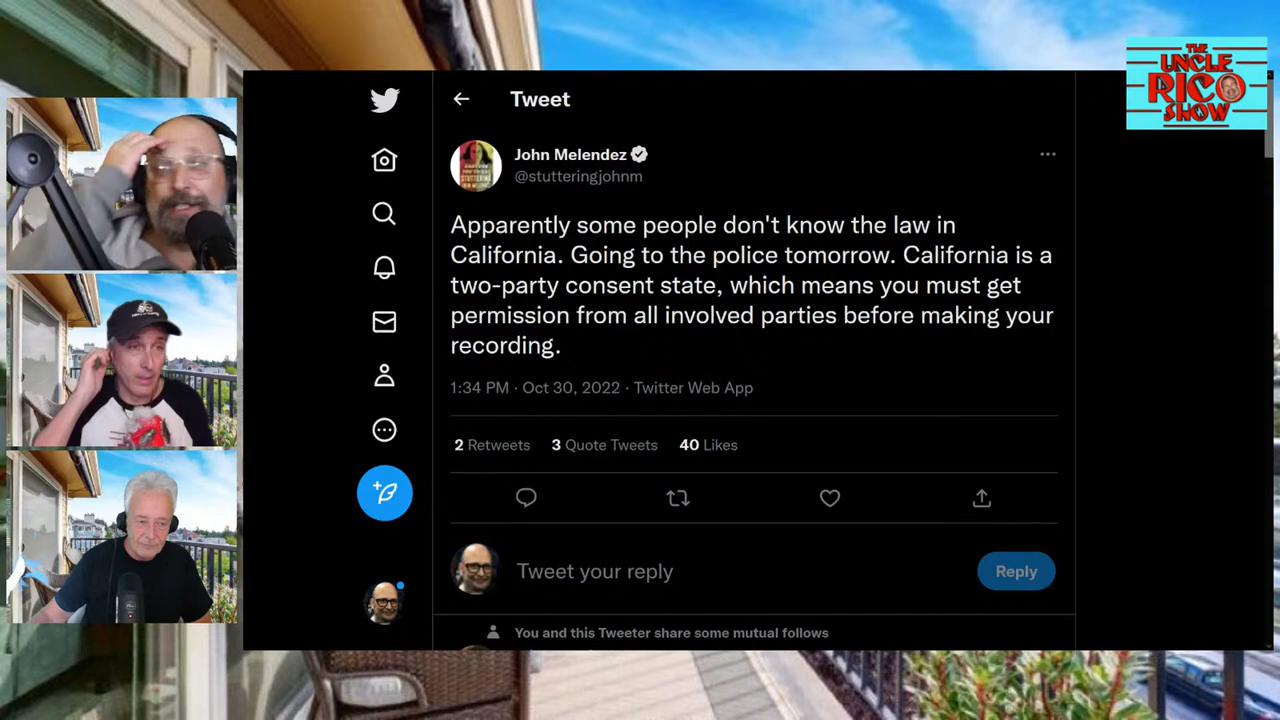 THE
UNCLE
RICO
SHOW
Tweet
John Melendez
@stutteringjohnm
Apparently some people don't know the law in
California. Going to the police tomorrow. California is a
two-party consent state, which means you must get
permission from all involved parties before making your
recording.
1:34 PM · Oct 30, 2022 · Twitter Web App
2 Retweets 3 Quote Tweets 40 Likes
Tweet your reply
Reply
You and this Tweeter share some mutual follows